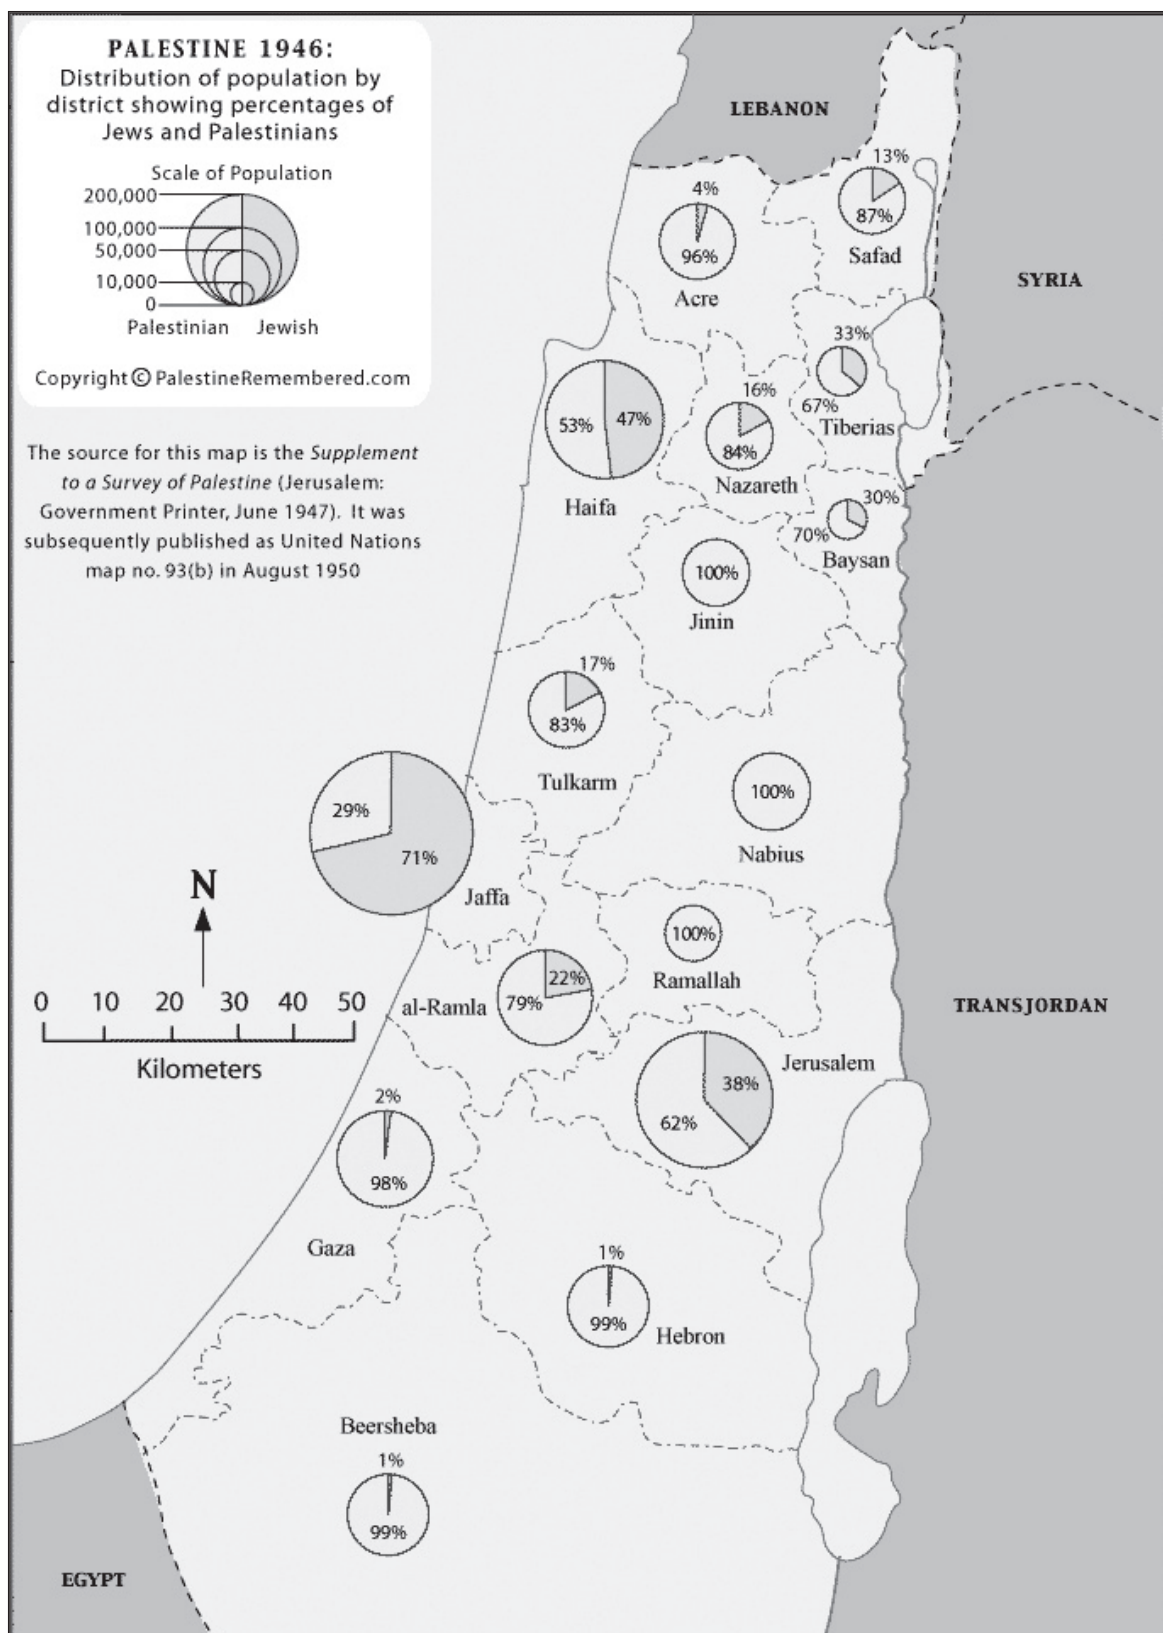 PALESTINE 1946:
Distribution of population by
district showing percentages of
Jews and Palestinians
Scale of Population
200,000
100,000
50,000
10,000
0
Palestinian Jewish
Copyright © PalestineRemembered.com
The source for this map is the Supplement
to a Survey of Palestine (Jerusalem:
Government Printer, June 1947). It was
subsequently published as United Nations
map no. 93(b) in August 1950
LEBANON
SYRIA
13%
87%
Safad
4%
96%
Acre
33%
67%
Tiberias
53% 47%
Haifa
16%
84%
Nazareth
30%
70%
Baysan
100%
Jinin
17%
83%
Tulkarm
100%
Nabius
29%
71%
Jaffa
N
0 10 20 30 40 50
Kilometers
100%
Ramallah
22%
79%
al-Ramla
TRANSJORDAN
Jerusalem
38%
62%
2%
98%
Gaza
1%
99%
Hebron
Beersheba
1%
99%
EGYPT